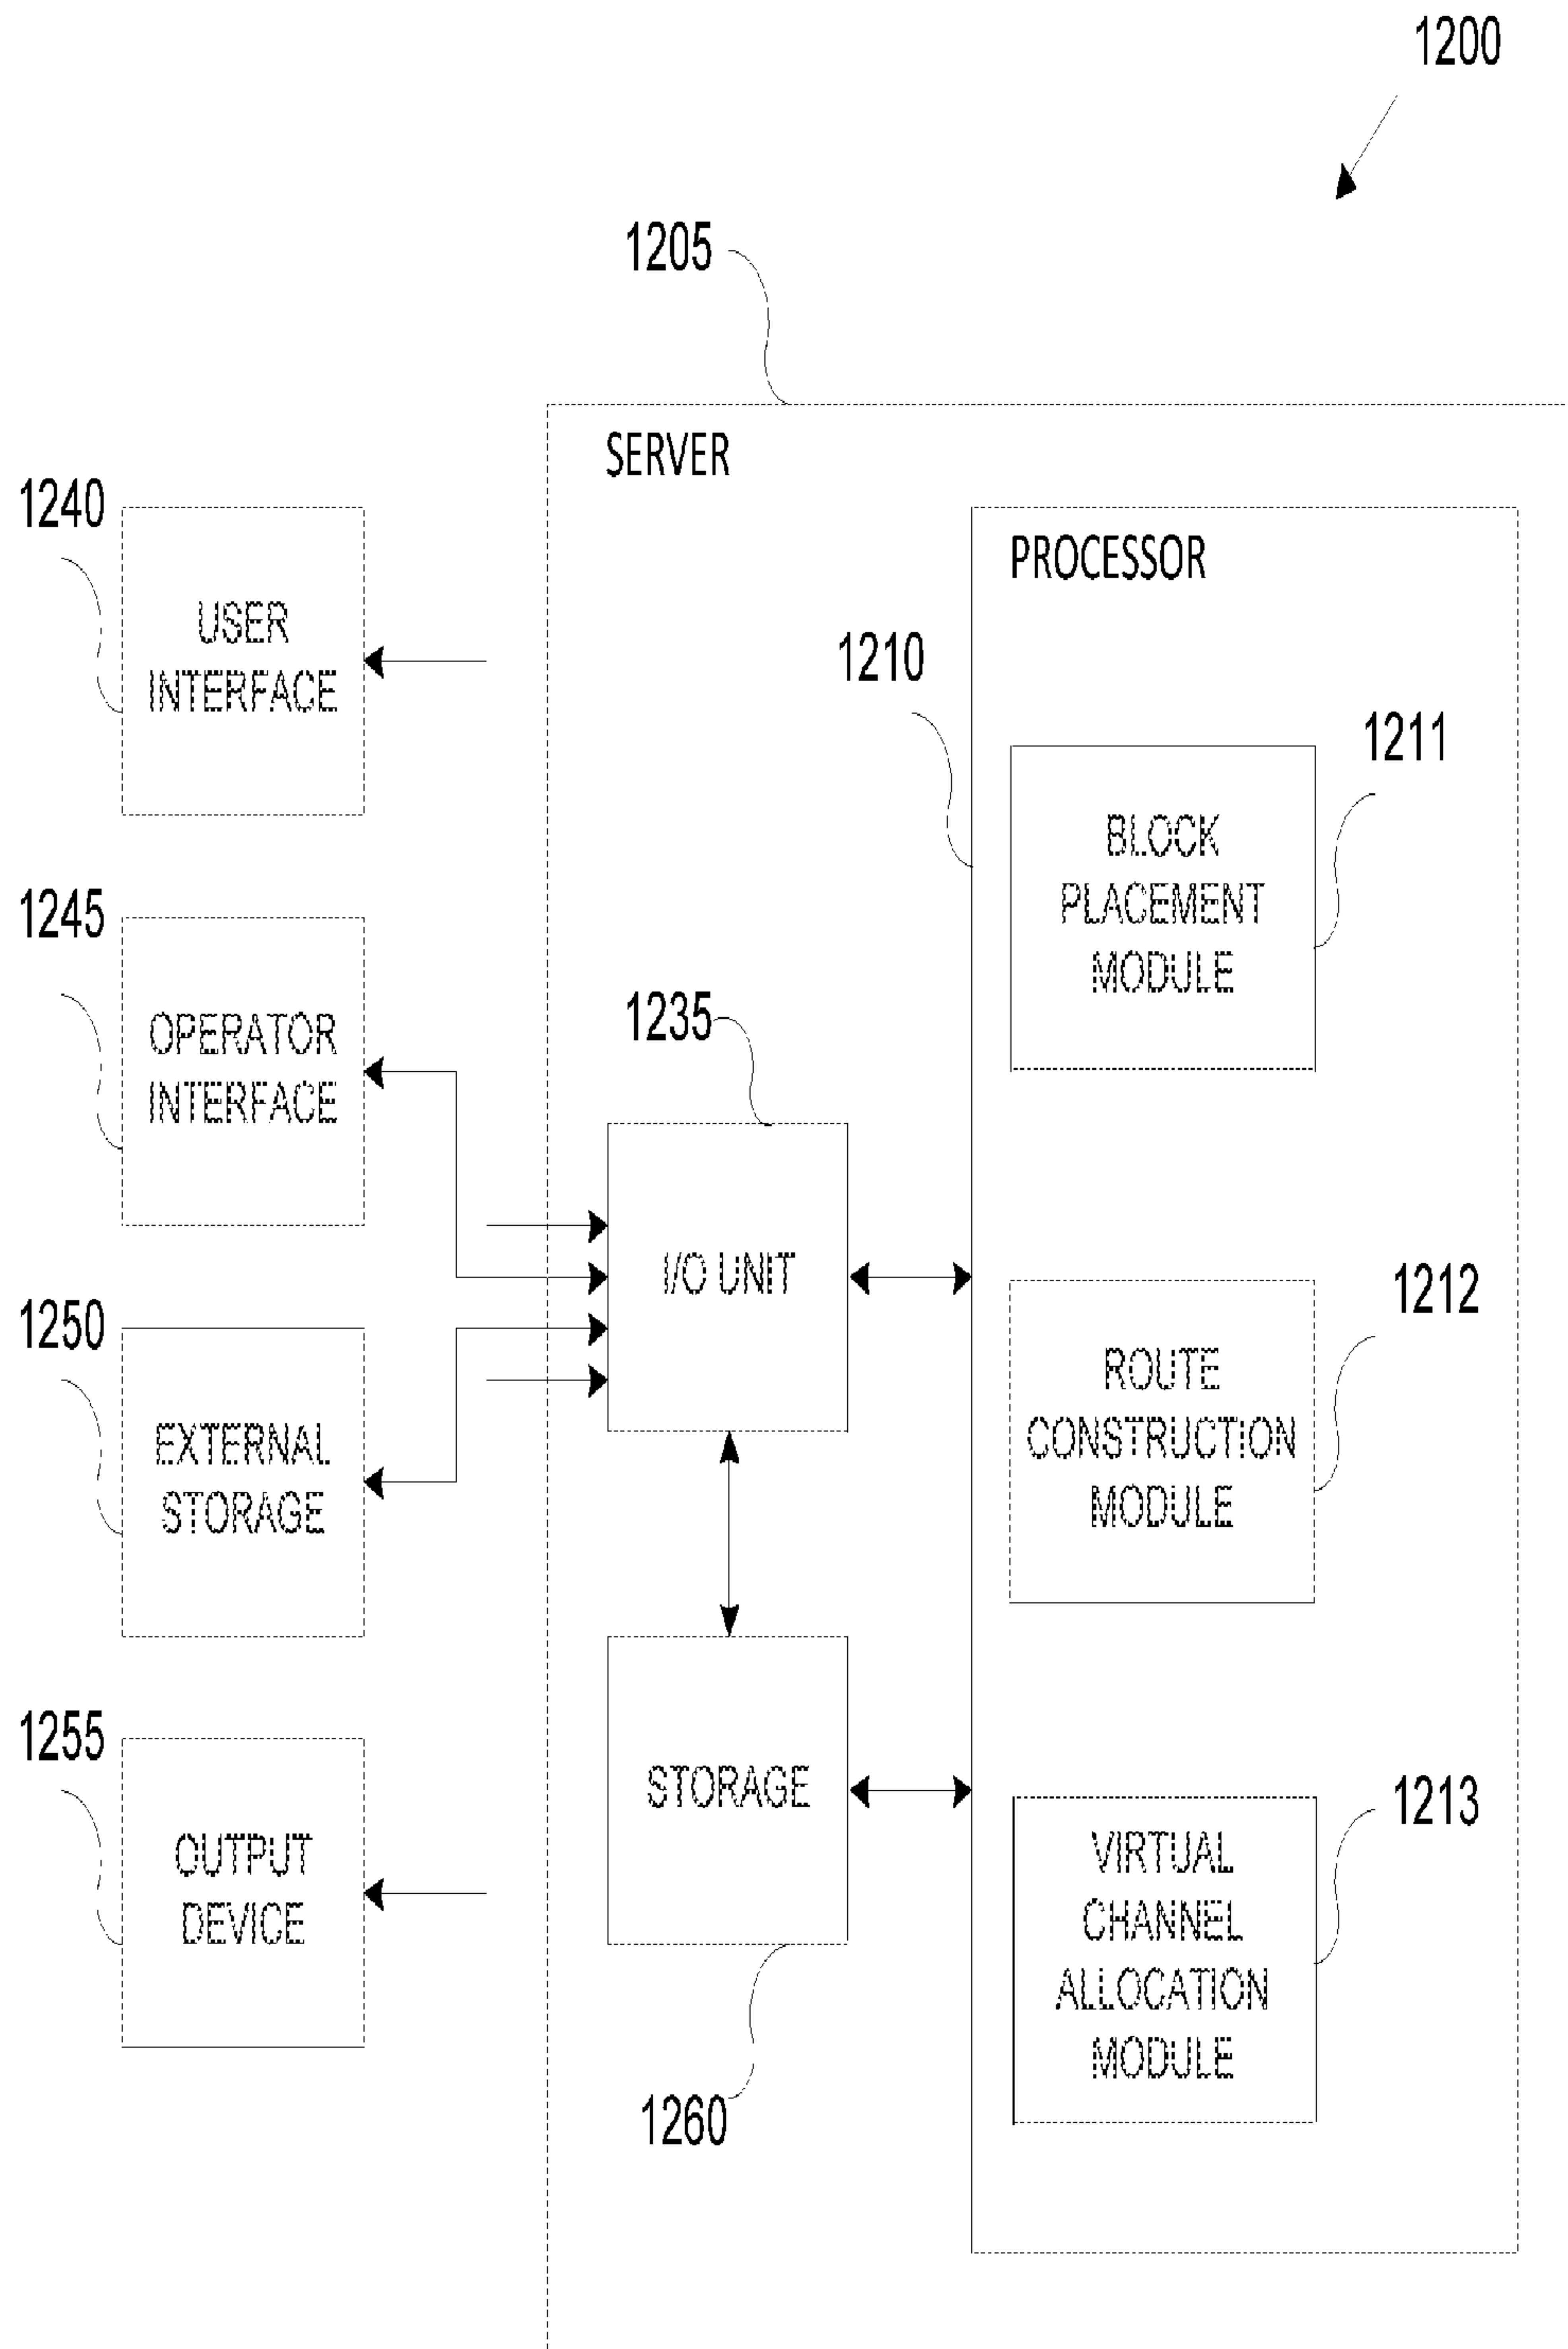 1200
1205
SERVER
1240
USER
INTERFACE
PROCESSOR
1210
1211
BLOCK
PLACEMENT
MODULE
1245
OPERATOR
INTERFACE
1235
I/O UNIT
1212
ROUTE
CONSTRUCTION
MODULE
1250
EXTERNAL
STORAGE
1255
OUTPUT
DEVICE
STORAGE
1260
1213
VIRTUAL
CHANNEL
ALLOCATION
MODULE